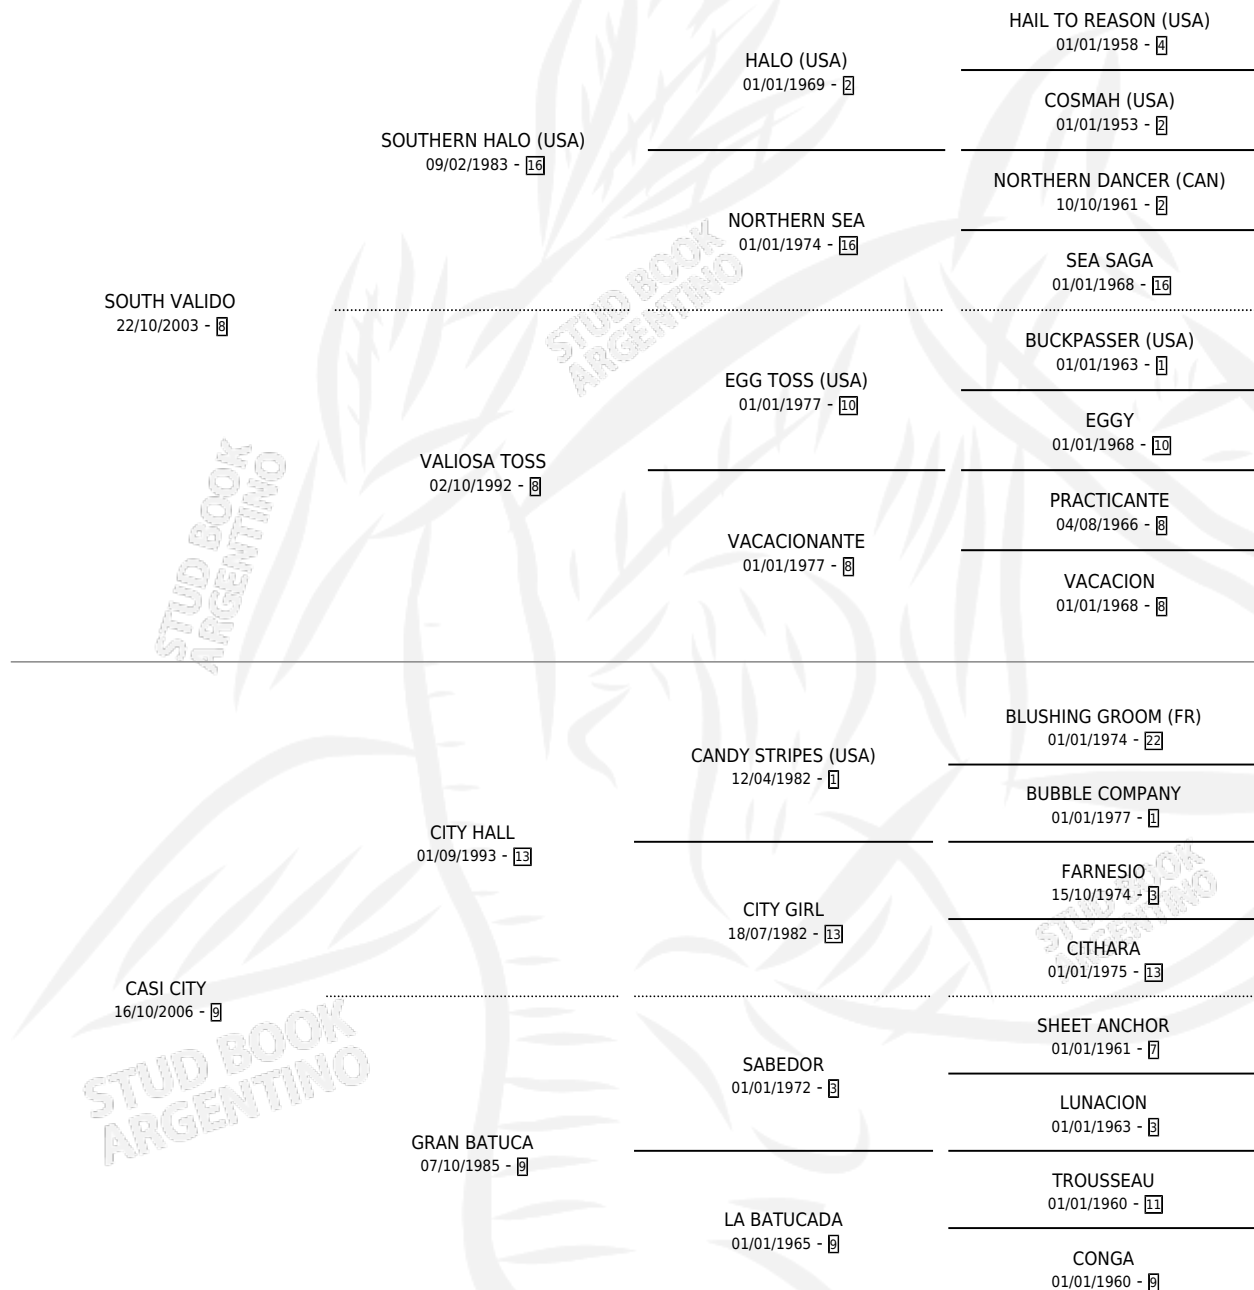 HAIL TO REASON (USA)
01/01/1958 - 4
HALO (USA)
01/01/1969 - 2
COSMAH (USA)
01/01/1953 - 2
SOUTHERN HALO (USA)
09/02/1983 - 16
NORTHERN DANCER (CAN)
10/10/1961 - 2
NORTHERN SEA
01/01/1974 - 16
SEA SAGA
01/01/1968 - 16
SOUTH VALIDO
22/10/2003 - 8
BUCKPASSER (USA)
01/01/1963 - 1
EGG TOSS (USA)
01/01/1977 - 10
EGGY
01/01/1968 - 10
VALIOSA TOSS
02/10/1992 - 8
PRACTICANTE
04/08/1966 - 8
VACACIONANTE
01/01/1977 - 8
VACACION
01/01/1968 - 8
BLUSHING GROOM (FR)
01/01/1974 - 22
CANDY STRIPES (USA)
12/04/1982 - 1
BUBBLE COMPANY
01/01/1977 - 1
CITY HALL
01/09/1993 - 13
FARNESIO
15/10/1974 - 3
CITY GIRL
18/07/1982 - 13
CITHARA
01/01/1975 - 13
CASI CITY
16/10/2006 - 9
SHEET ANCHOR
01/01/1961 - 7
SABEDOR
01/01/1972 - 3
LUNACION
01/01/1963 - 3
GRAN BATUCA
07/10/1985 - 9
TROUSSEAU
01/01/1960 - 11
LA BATUCADA
01/01/1965 - 9
CONGA
01/01/1960 - 9
STUD BOOK
ARGENTINO
STUD BOOK
ARGENTINO
STUD BOOK
ARGENTINO
STUD BOOK
ARGENTINO